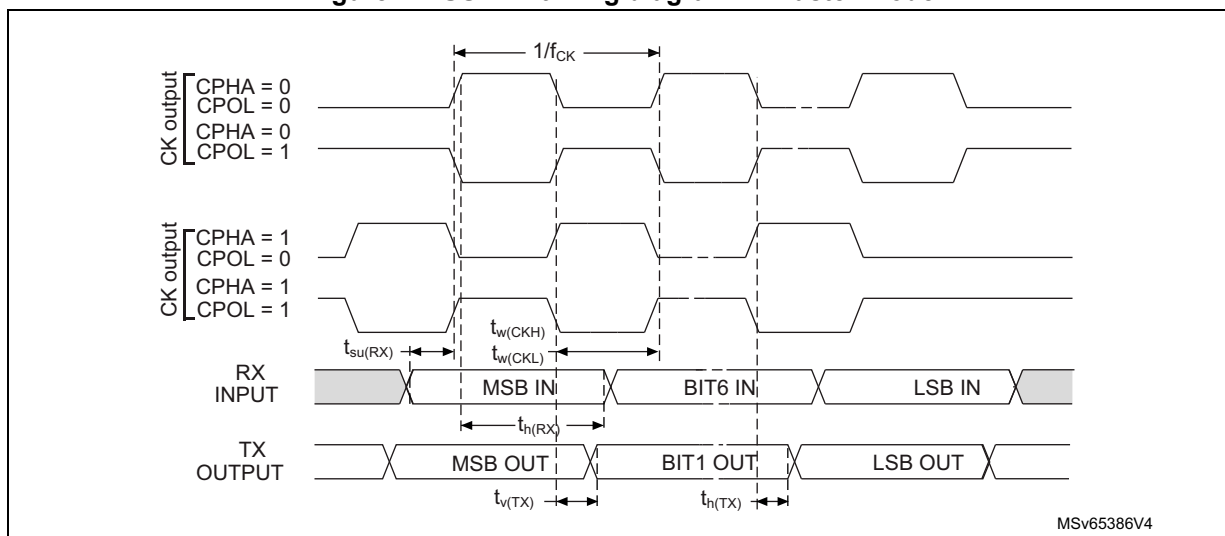 1/fCK
CK output
CPHA = 0
CPOL = 0
CPHA = 0
CPOL = 1
CK output
CPHA = 1
CPOL = 0
CPHA = 1
CPOL = 1
tw(CKH)
tw(CKL)
tsu(RX)
RX
INPUT
MSB IN
BIT6 IN
LSB IN
th(RX)
TX
OUTPUT
MSB OUT
BIT1 OUT
LSB OUT
tv(TX)
th(TX)
MSv65386V4